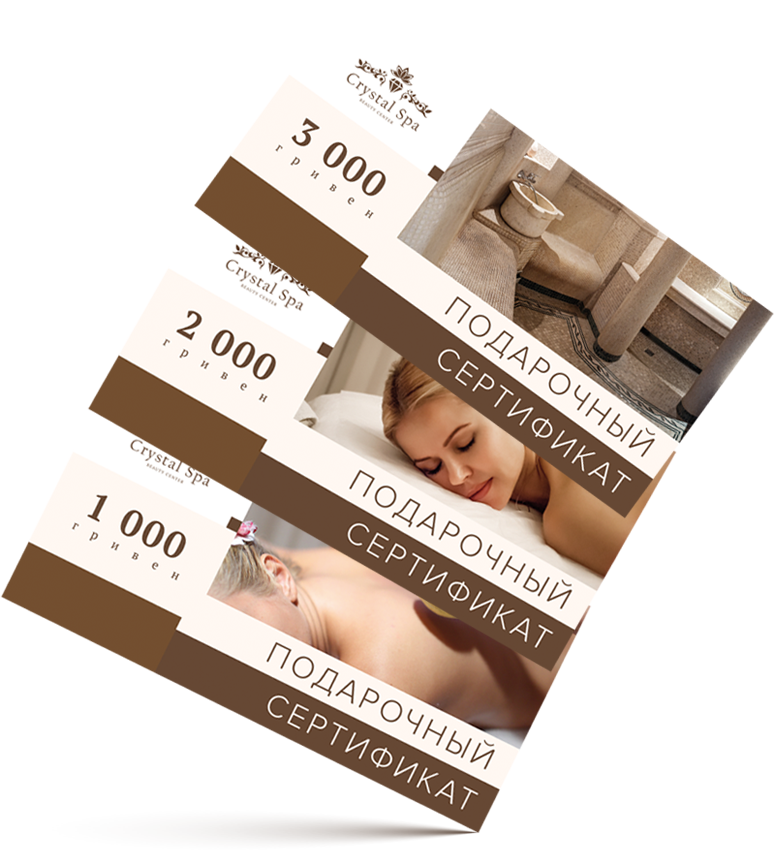 Crystal Spa
BEAUTY CENTER
3 000
гривен
ПОДАРОЧНЫЙ
СЕРТИФИКАТ
Crystal Spa
BEAUTY CENTER
2 000
гривен
ПОДАРОЧНЫЙ
СЕРТИФИКАТ
Crystal Spa
BEAUTY CENTER
1 000
гривен
ПОДАРОЧНЫЙ
СЕРТИФИКАТ